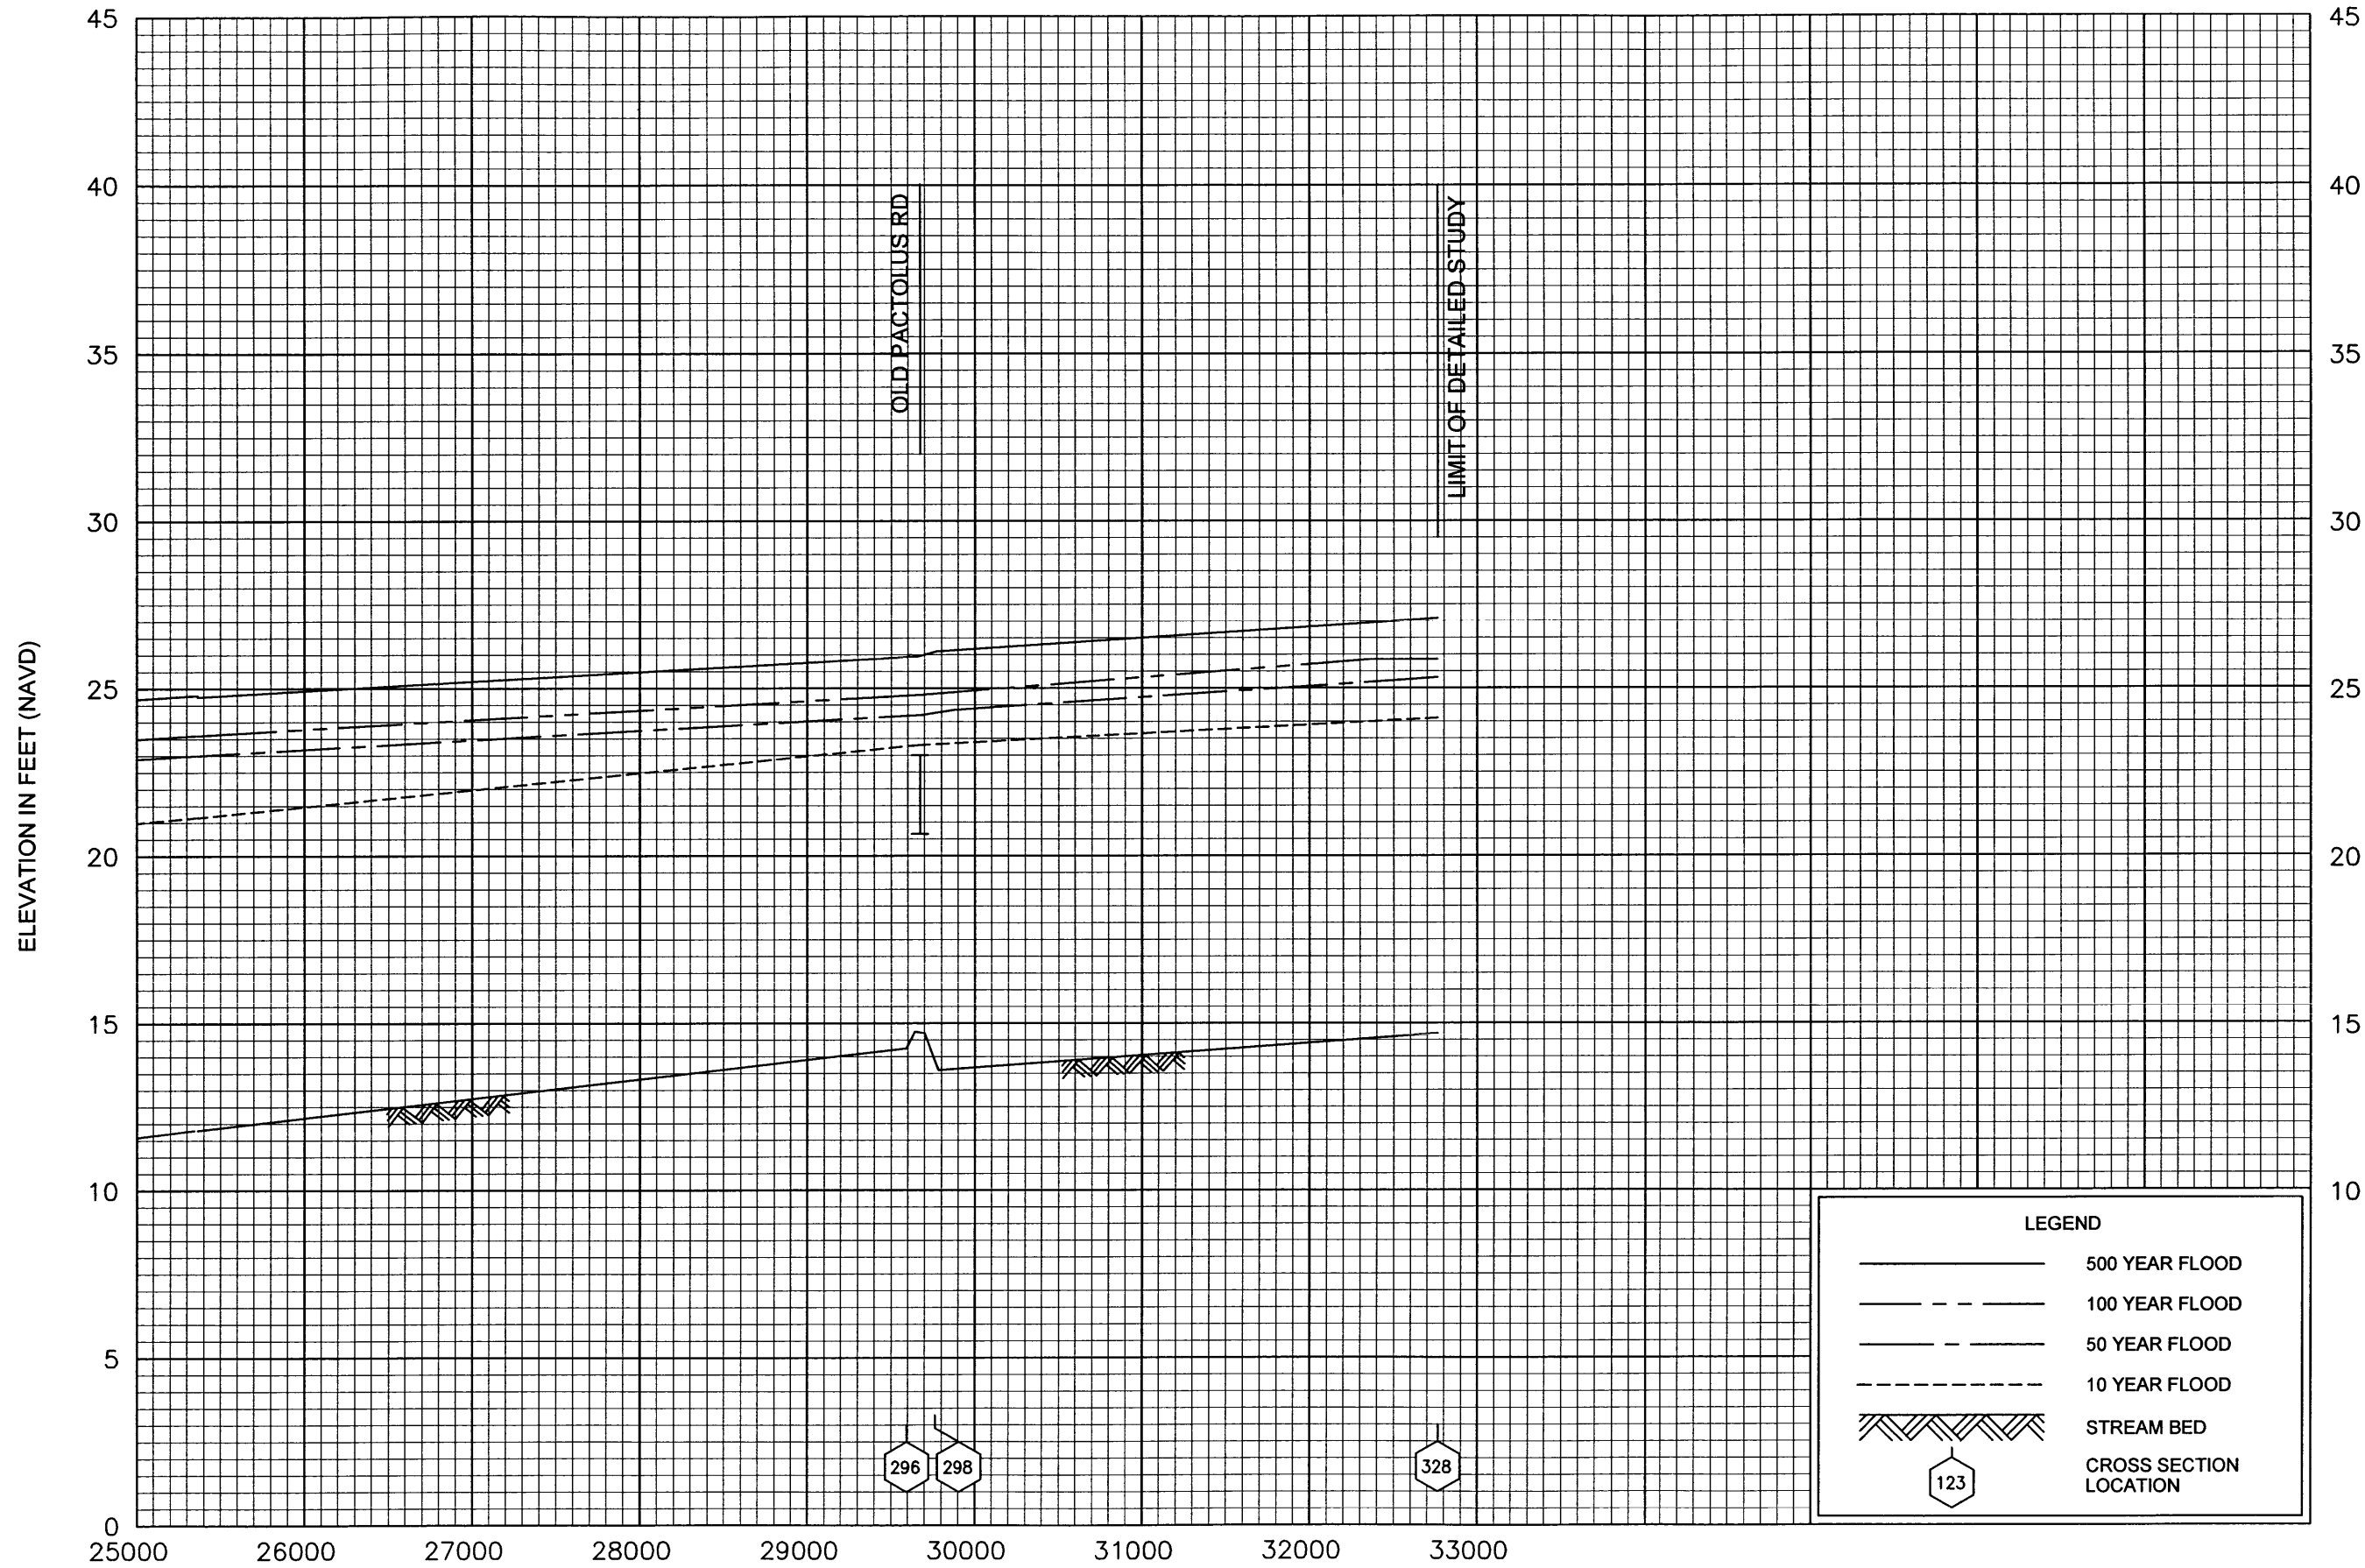 45
40
35
30
25
20
15
10
5
0
ELEVATION IN FEET (NAVD)
45
40
35
30
25
20
15
10
25000 26000 27000 28000 29000 30000 31000 32000 33000
OLD PACTOLUS RD
LIMIT OF DETAILED STUDY
296
298
328
LEGEND
500 YEAR FLOOD
100 YEAR FLOOD
50 YEAR FLOOD
10 YEAR FLOOD
STREAM BED
123
CROSS SECTION
LOCATION